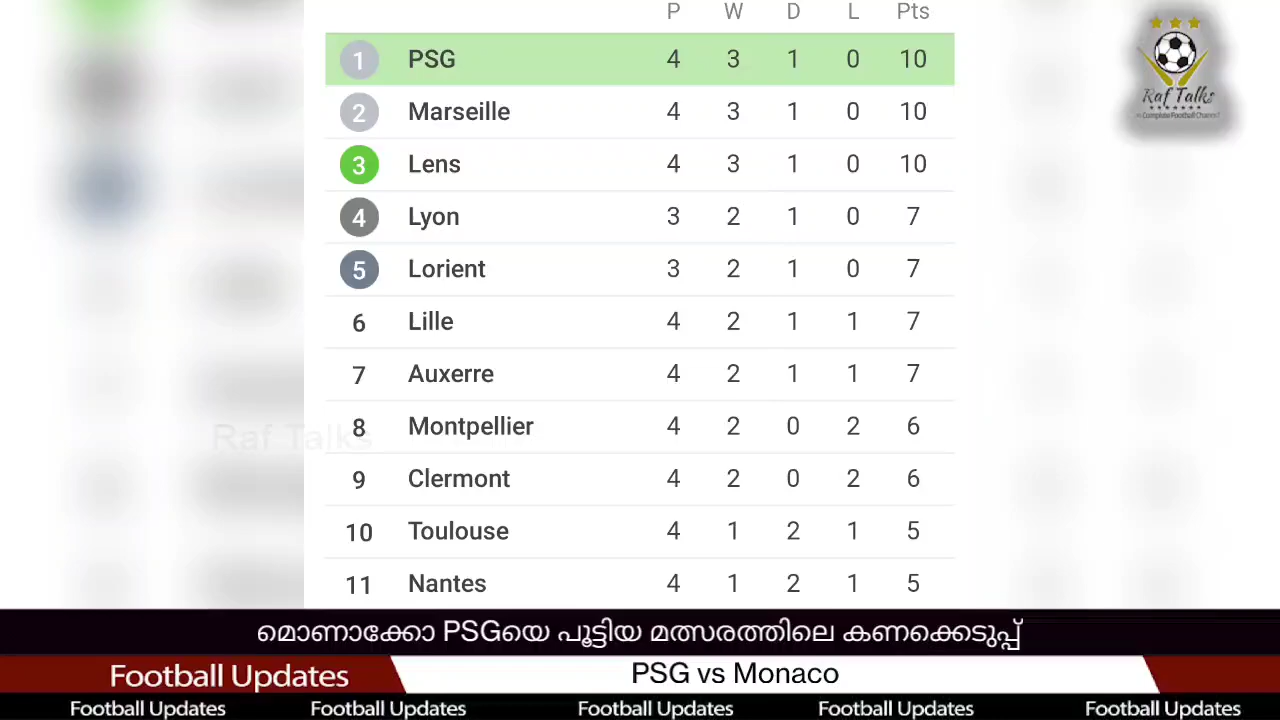 P W D L Pts
1 PSG 4 3 1 0 10
2 Marseille 4 3 1 0 10
3 Lens 4 3 1 0 10
4 Lyon 3 2 1 0 7
5 Lorient 3 2 1 0 7
6 Lille 4 2 1 1 7
7 Auxerre 4 2 1 1 7
8 Montpellier 4 2 0 2 6
9 Clermont 4 2 0 2 6
10 Toulouse 4 1 2 1 5
11 Nantes 4 1 2 1 5
Raf Talks
Complete Football Channel
Raf Talks
മൊണാക്കോ PSGയെ പൂട്ടിയ മത്സരത്തിലെ കണക്കെടുപ്പ്
Football Updates
PSG vs Monaco
Football Updates Football Updates Football Updates Football Updates Football Updates